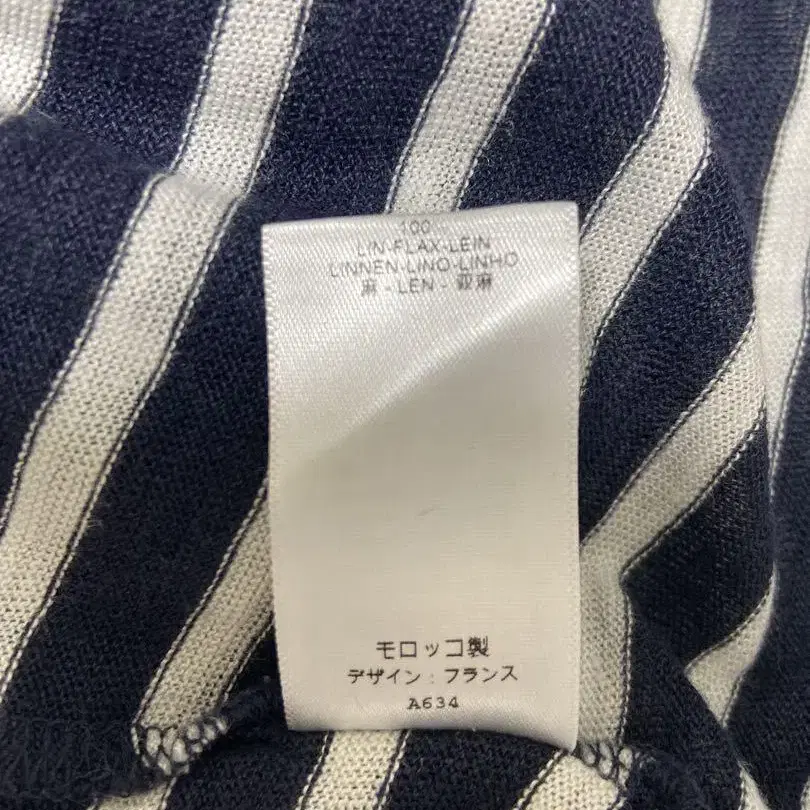 100
LIN-FLAX-LEIN
LINNEN-LINO-LINHO
麻 - LEN - 亚麻
モロッコ製
デザイン：フランス
A634